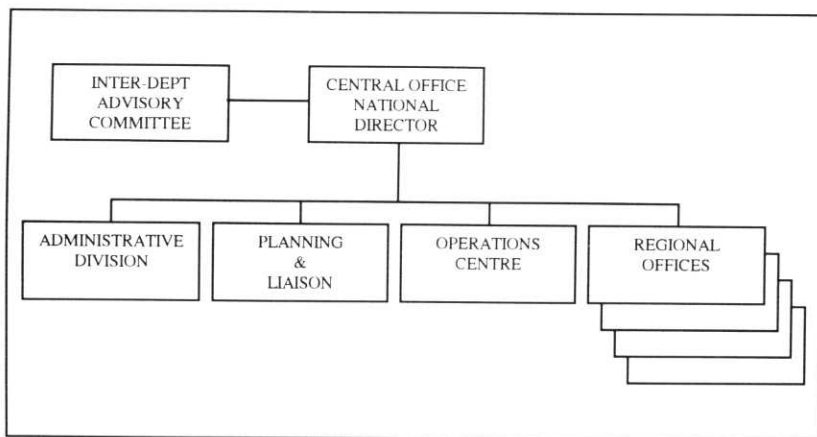 INTER-DEPT
ADVISORY
COMMITTEE
CENTRAL OFFICE
NATIONAL
DIRECTOR
ADMINISTRATIVE
DIVISION
PLANNING
&
LIAISON
OPERATIONS
CENTRE
REGIONAL
OFFICES